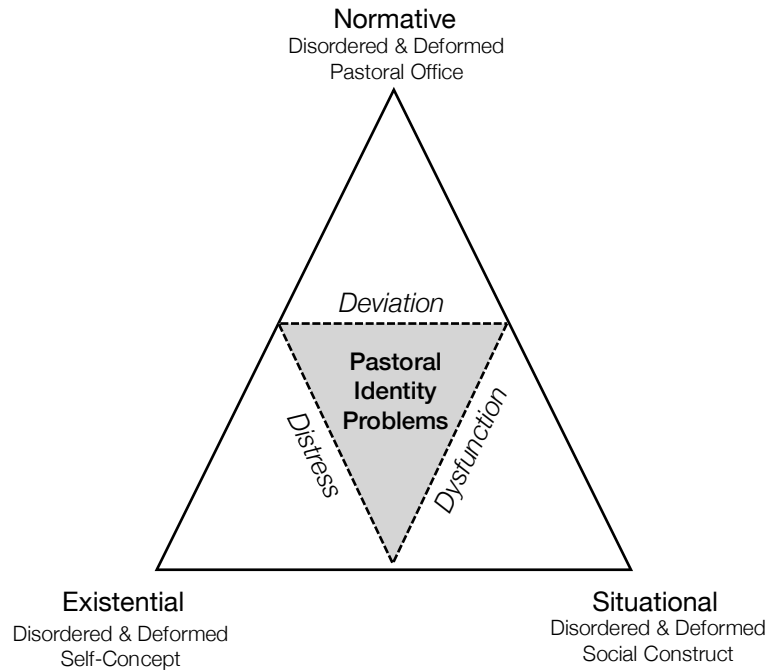 Normative
Disordered & Deformed
Pastoral Office
Deviation
Pastoral
Identity
Problems
Distress
Dysfunction
Existential
Disordered & Deformed
Self-Concept
Situational
Disordered & Deformed
Social Construct